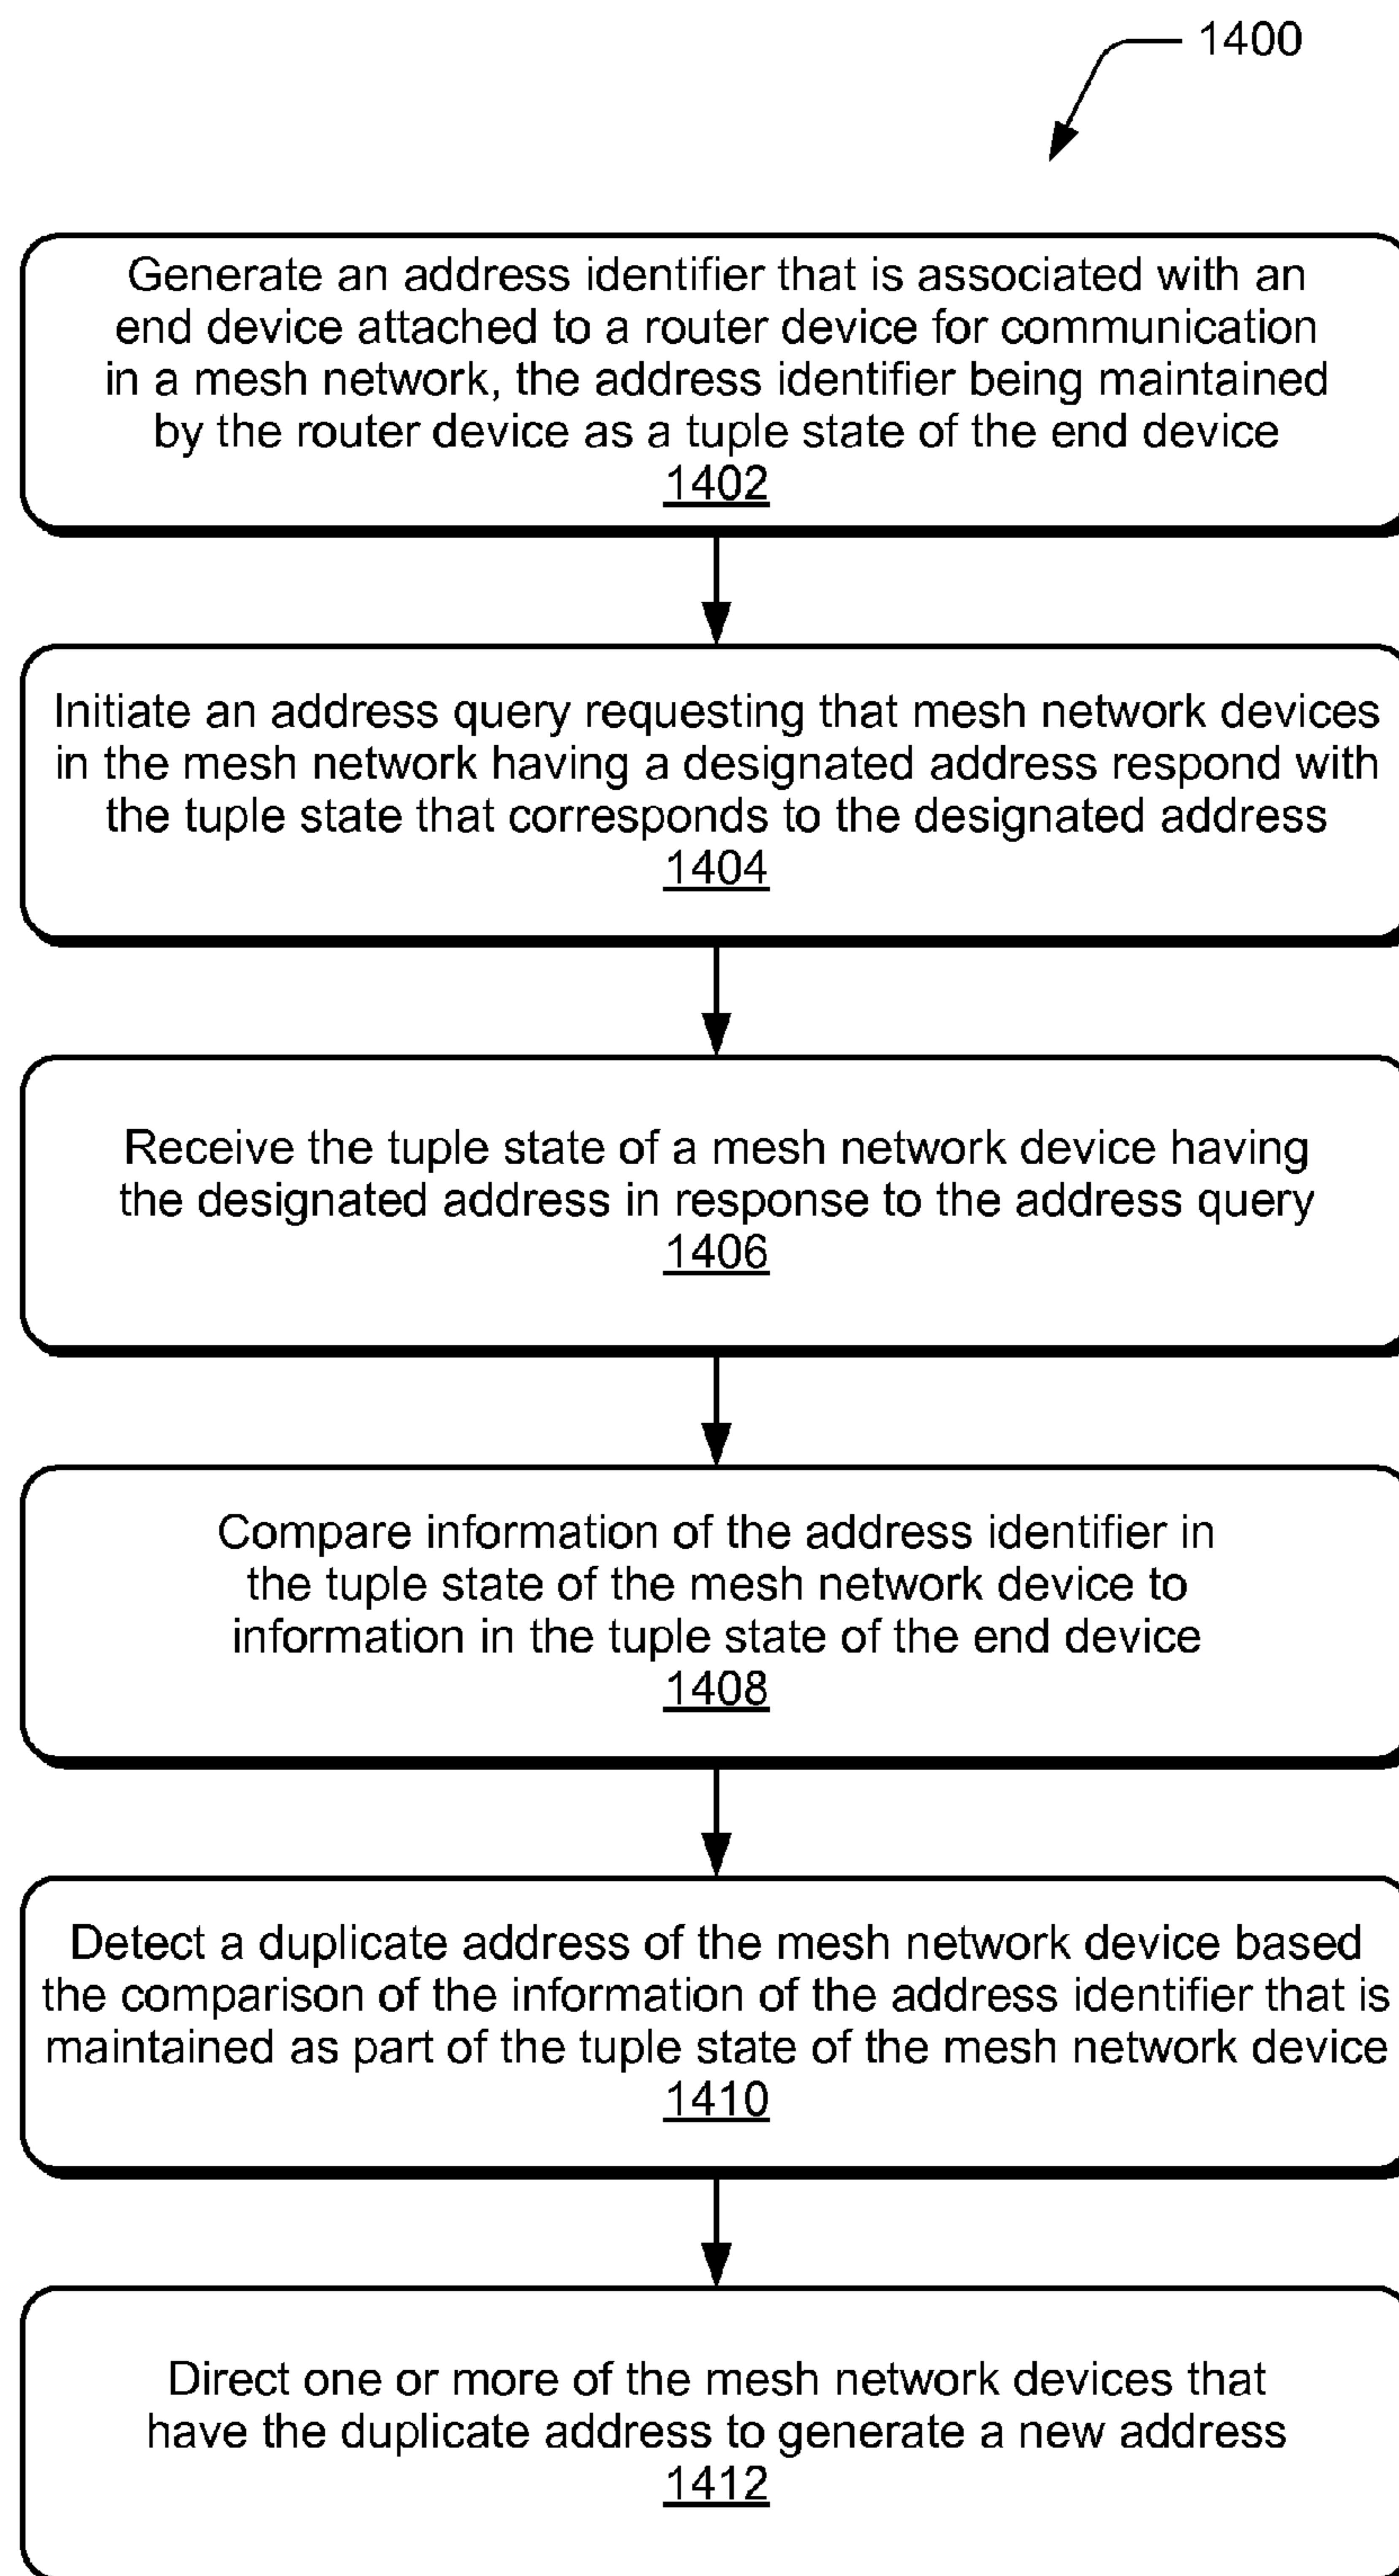 1400
Generate an address identifier that is associated with an
end device attached to a router device for communication
in a mesh network, the address identifier being maintained
by the router device as a tuple state of the end device
1402
Initiate an address query requesting that mesh network devices
in the mesh network having a designated address respond with
the tuple state that corresponds to the designated address
1404
Receive the tuple state of a mesh network device having
the designated address in response to the address query
1406
Compare information of the address identifier in
the tuple state of the mesh network device to
information in the tuple state of the end device
1408
Detect a duplicate address of the mesh network device based
the comparison of the information of the address identifier that is
maintained as part of the tuple state of the mesh network device
1410
Direct one or more of the mesh network devices that
have the duplicate address to generate a new address
1412